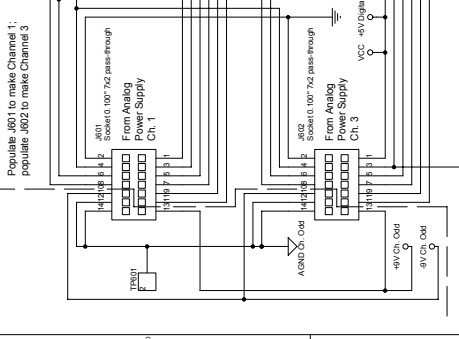 Populate J601 to make Channel 1;
populate J602 to make Channel 3
J601
Socket 0.100" 7x2 pass-through
From Analog
Power Supply
Ch. 1
2
4
6
8
10
12
14
1
3
5
7
9
11
13
TP601
2
J602
Socket 0.100" 7x2 pass-through
From Analog
Power Supply
Ch. 3
2
4
6
8
10
12
14
1
3
5
7
9
11
13
AGND Ch. Odd
+5V Digita
VCC
+9V Ch. Odd
-9V Ch. Odd